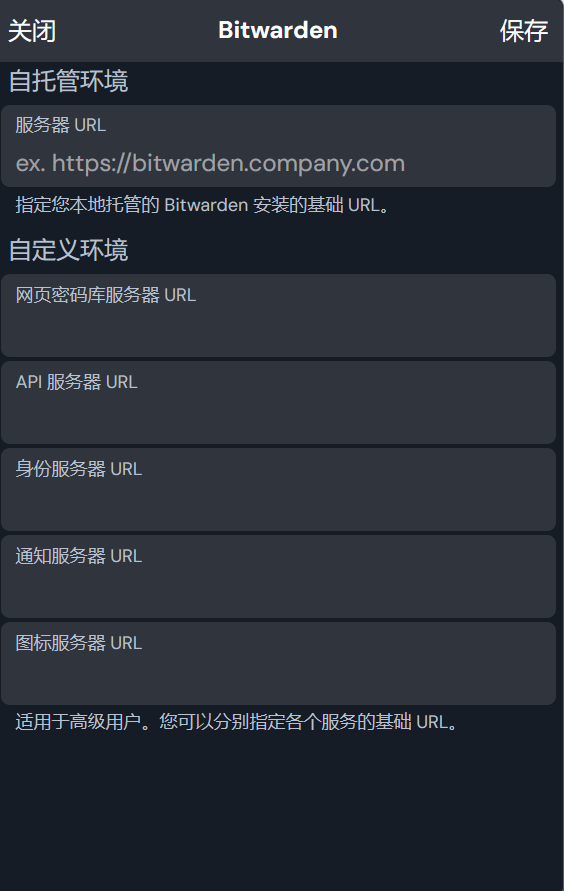 关闭 Bitwarden 保存
自托管环境
服务器 URL
ex. https://bitwarden.company.com
指定您本地托管的 Bitwarden 安装的基础 URL。
自定义环境
网页密码库服务器 URL
API 服务器 URL
身份服务器 URL
通知服务器 URL
图标服务器 URL
适用于高级用户。您可以分别指定各个服务的基础 URL。